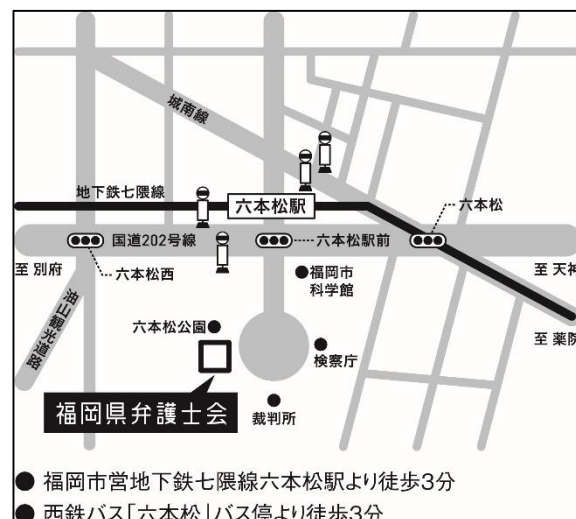 城南線
地下鉄七隈線
六本松駅
六本松
国道202号線
六本松駅前
至 別府
六本松西
福岡市
科学館
至 天神
油山観光道路
六本松公園
検察庁
至 薬院
福岡県弁護士会
裁判所
● 福岡市営地下鉄七隈線六本松駅より徒歩3分
● 西鉄バス「六本松」バス停より徒歩3分